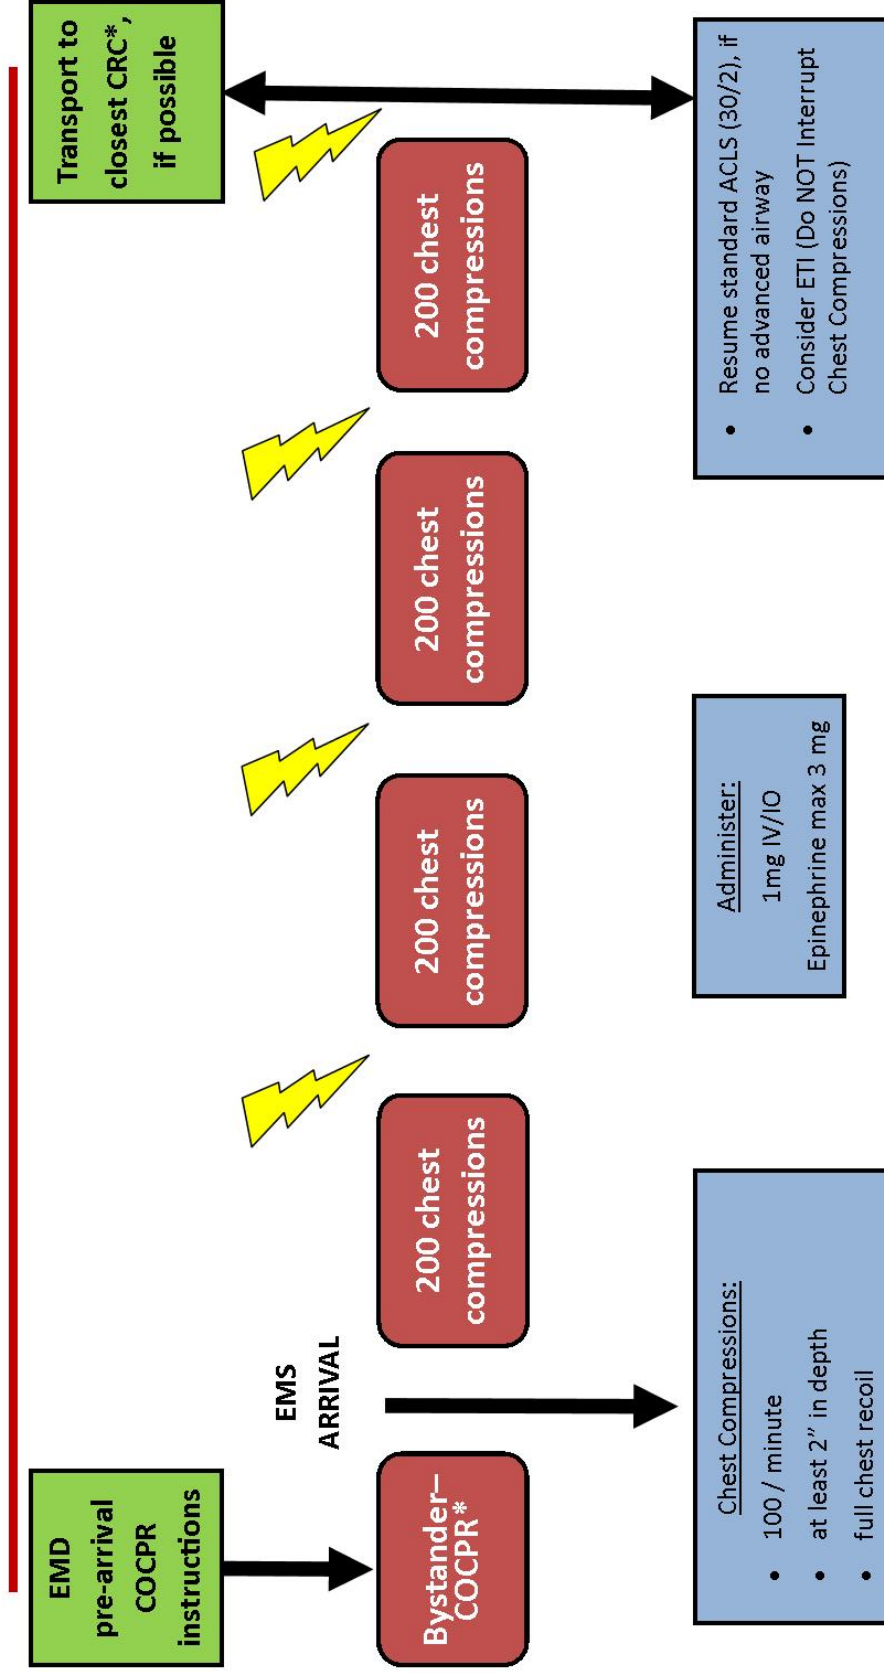 EMD
pre-arrival
COCPR
instructions
Transport to
closest CRC*,
if possible
EMS
ARRIVAL
Bystander–
COCPR*
200 chest
compressions
200 chest
compressions
200 chest
compressions
200 chest
compressions
Chest Compressions:
• 100 / minute
• at least 2” in depth
• full chest recoil
Administer:
1mg IV/IO
Epinephrine max 3 mg
• Resume standard ACLS (30/2), if
no advanced airway
• Consider ETI (Do NOT Interrupt
Chest Compressions)